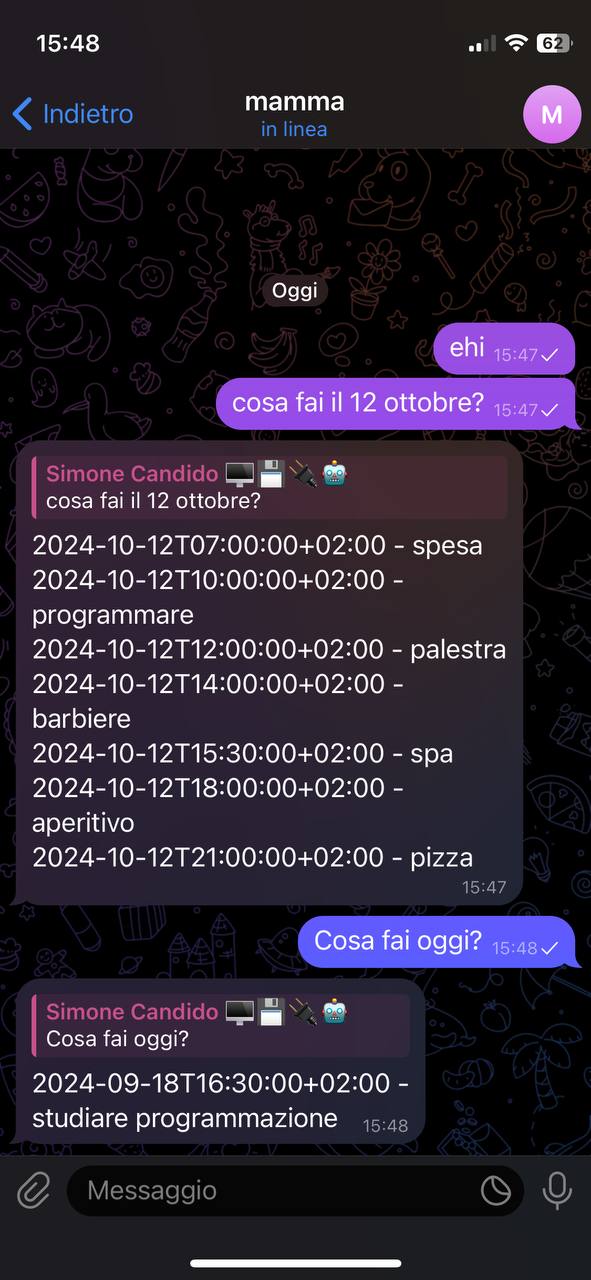 15:48
62
Indietro
mamma
in linea
M
Oggi
ehi 15:47
cosa fai il 12 ottobre? 15:47
Simone Candido 🖥️💾🔌🤖
cosa fai il 12 ottobre?
2024-10-12T07:00:00+02:00 - spesa
2024-10-12T10:00:00+02:00 -
programmare
2024-10-12T12:00:00+02:00 - palestra
2024-10-12T14:00:00+02:00 -
barbiere
2024-10-12T15:30:00+02:00 - spa
2024-10-12T18:00:00+02:00 -
aperitivo
2024-10-12T21:00:00+02:00 - pizza
15:47
Cosa fai oggi? 15:48
Simone Candido 🖥️💾🔌🤖
Cosa fai oggi?
2024-09-18T16:30:00+02:00 -
studiare programmazione 15:48
Messaggio